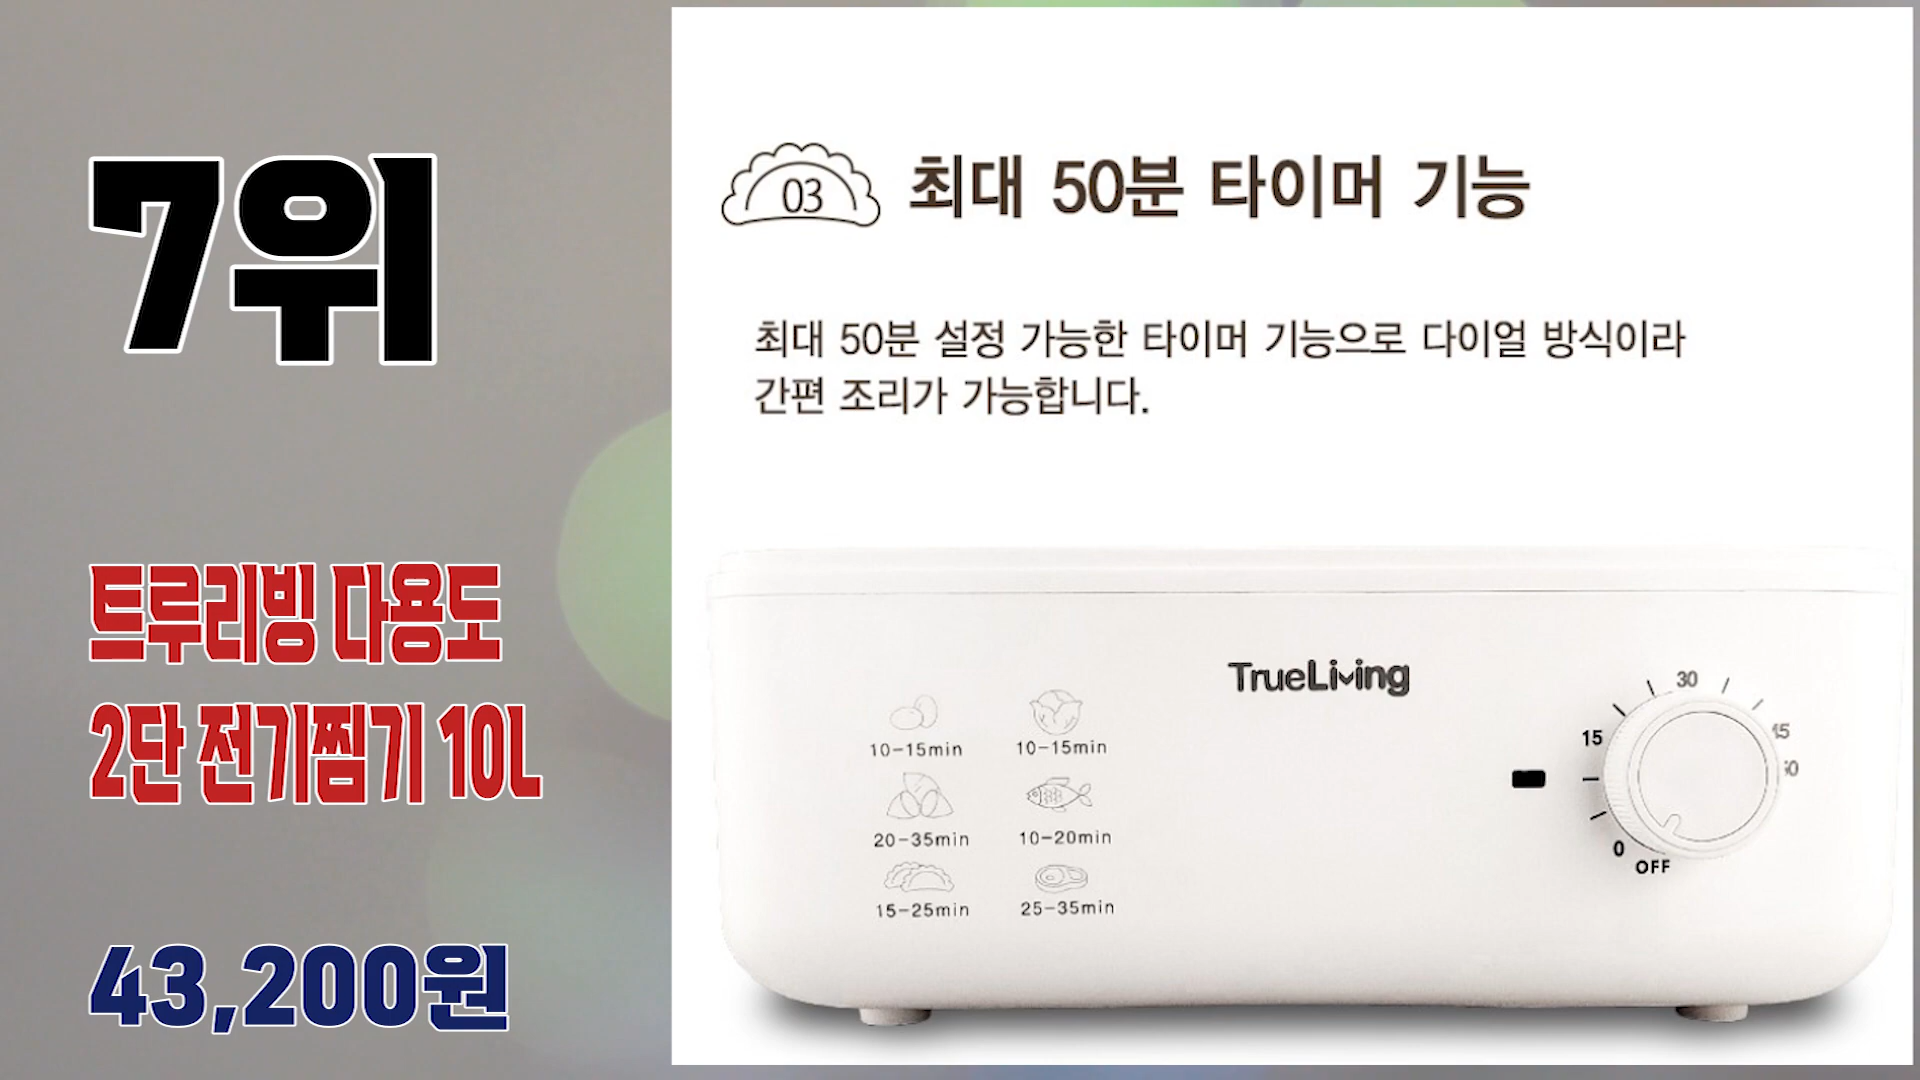 7위
트루리빙 다용도
2단 전기찜기 10L
43,200원
03 최대 50분 타이머 기능
최대 50분 설정 가능한 타이머 기능으로 다이얼 방식이라
간편 조리가 가능합니다.
TrueLiving
10-15min 10-15min
20-35min 10-20min
15-25min 25-35min
30
15
0
OFF